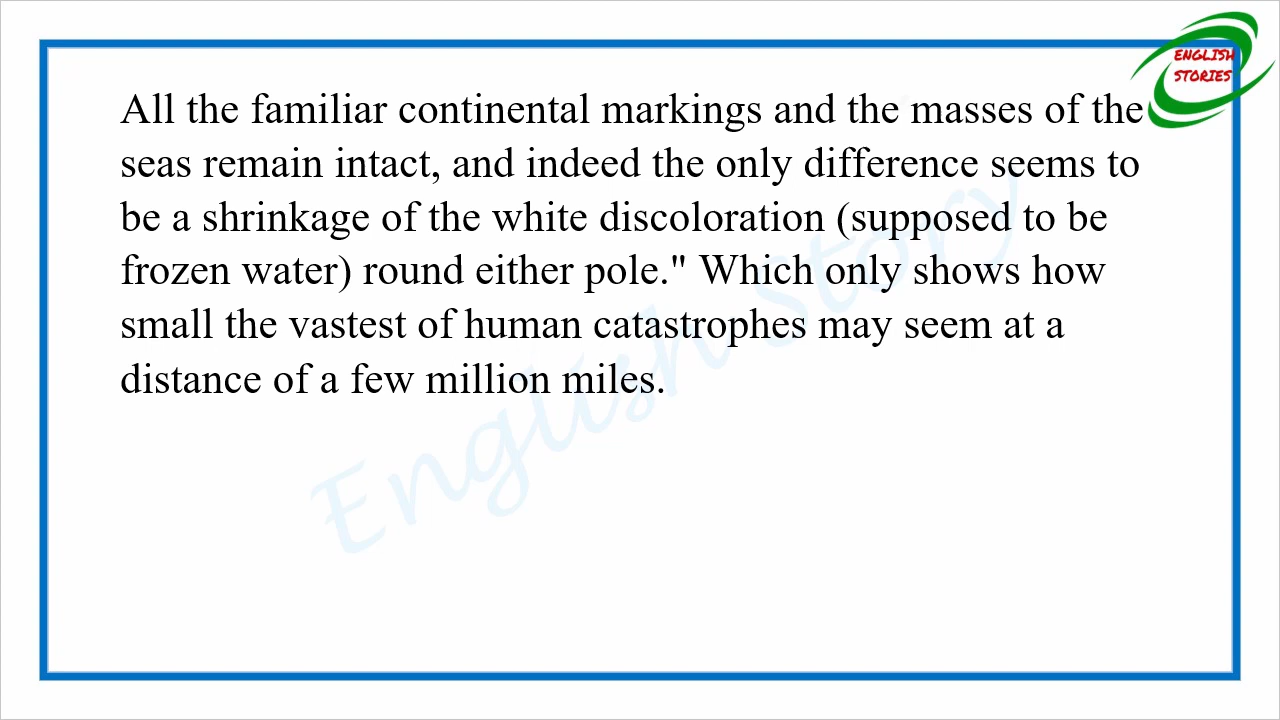 ENGLISH
STORIES
All the familiar continental markings and the masses of the
seas remain intact, and indeed the only difference seems to
be a shrinkage of the white discoloration (supposed to be
frozen water) round either pole." Which only shows how
small the vastest of human catastrophes may seem at a
distance of a few million miles.
English Story